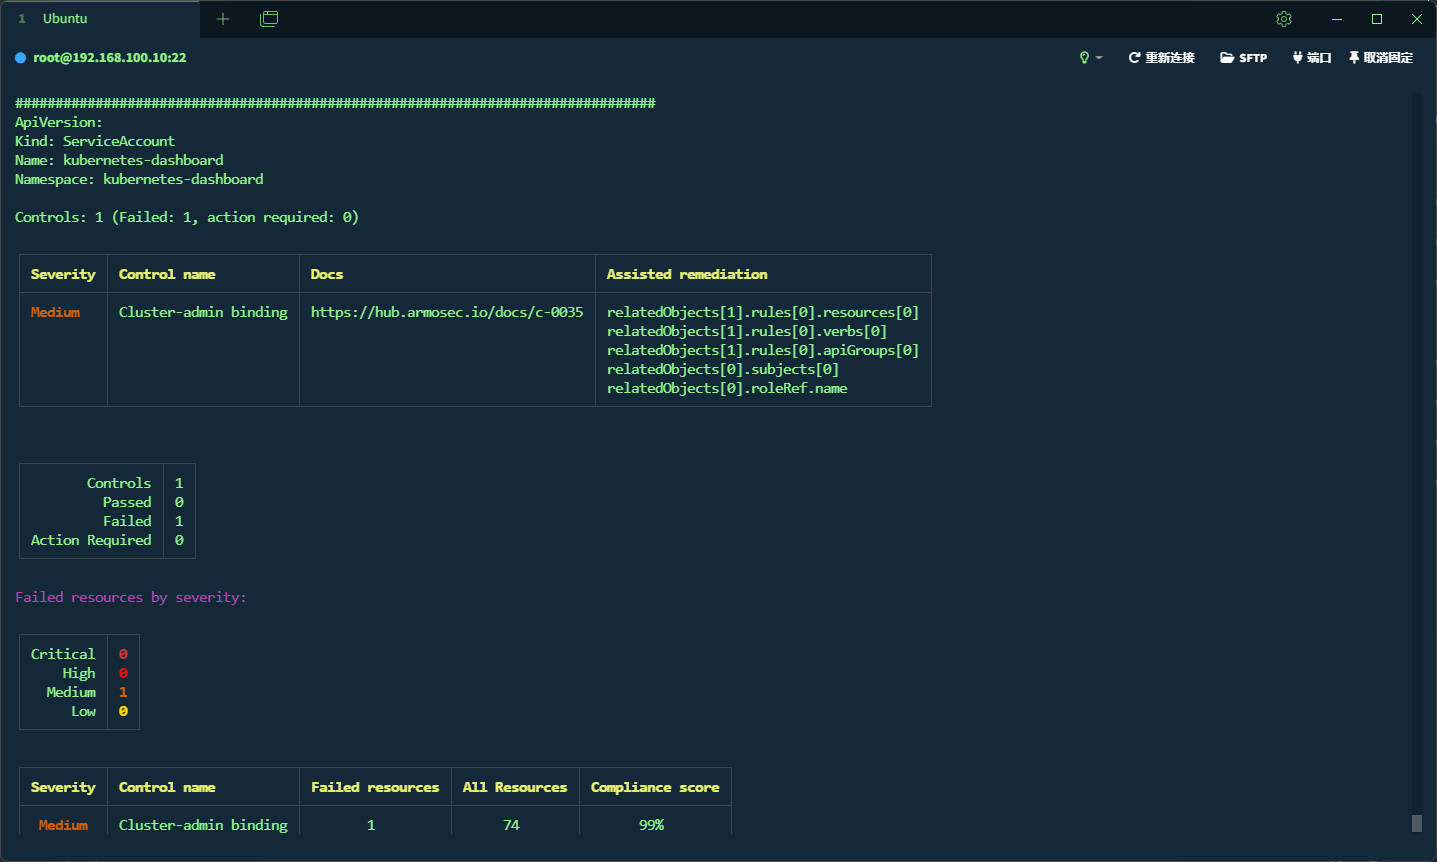 1 Ubuntu
root@192.168.100.10:22 重新连接 SFTP 端口 取消固定
################################################################################
ApiVersion:
Kind: ServiceAccount
Name: kubernetes-dashboard
Namespace: kubernetes-dashboard
Controls: 1 (Failed: 1, action required: 0)
Severity Control name Docs Assisted remediation
Medium Cluster-admin binding https://hub.armosec.io/docs/c-0035 relatedObjects[1].rules[0].resources[0]
relatedObjects[1].rules[0].verbs[0]
relatedObjects[1].rules[0].apiGroups[0]
relatedObjects[0].subjects[0]
relatedObjects[0].roleRef.name
Controls 1
Passed 0
Failed 1
Action Required 0
Failed resources by severity:
Critical 0
High 0
Medium 1
Low 0
Severity Control name Failed resources All Resources Compliance score
Medium Cluster-admin binding 1 74 99%